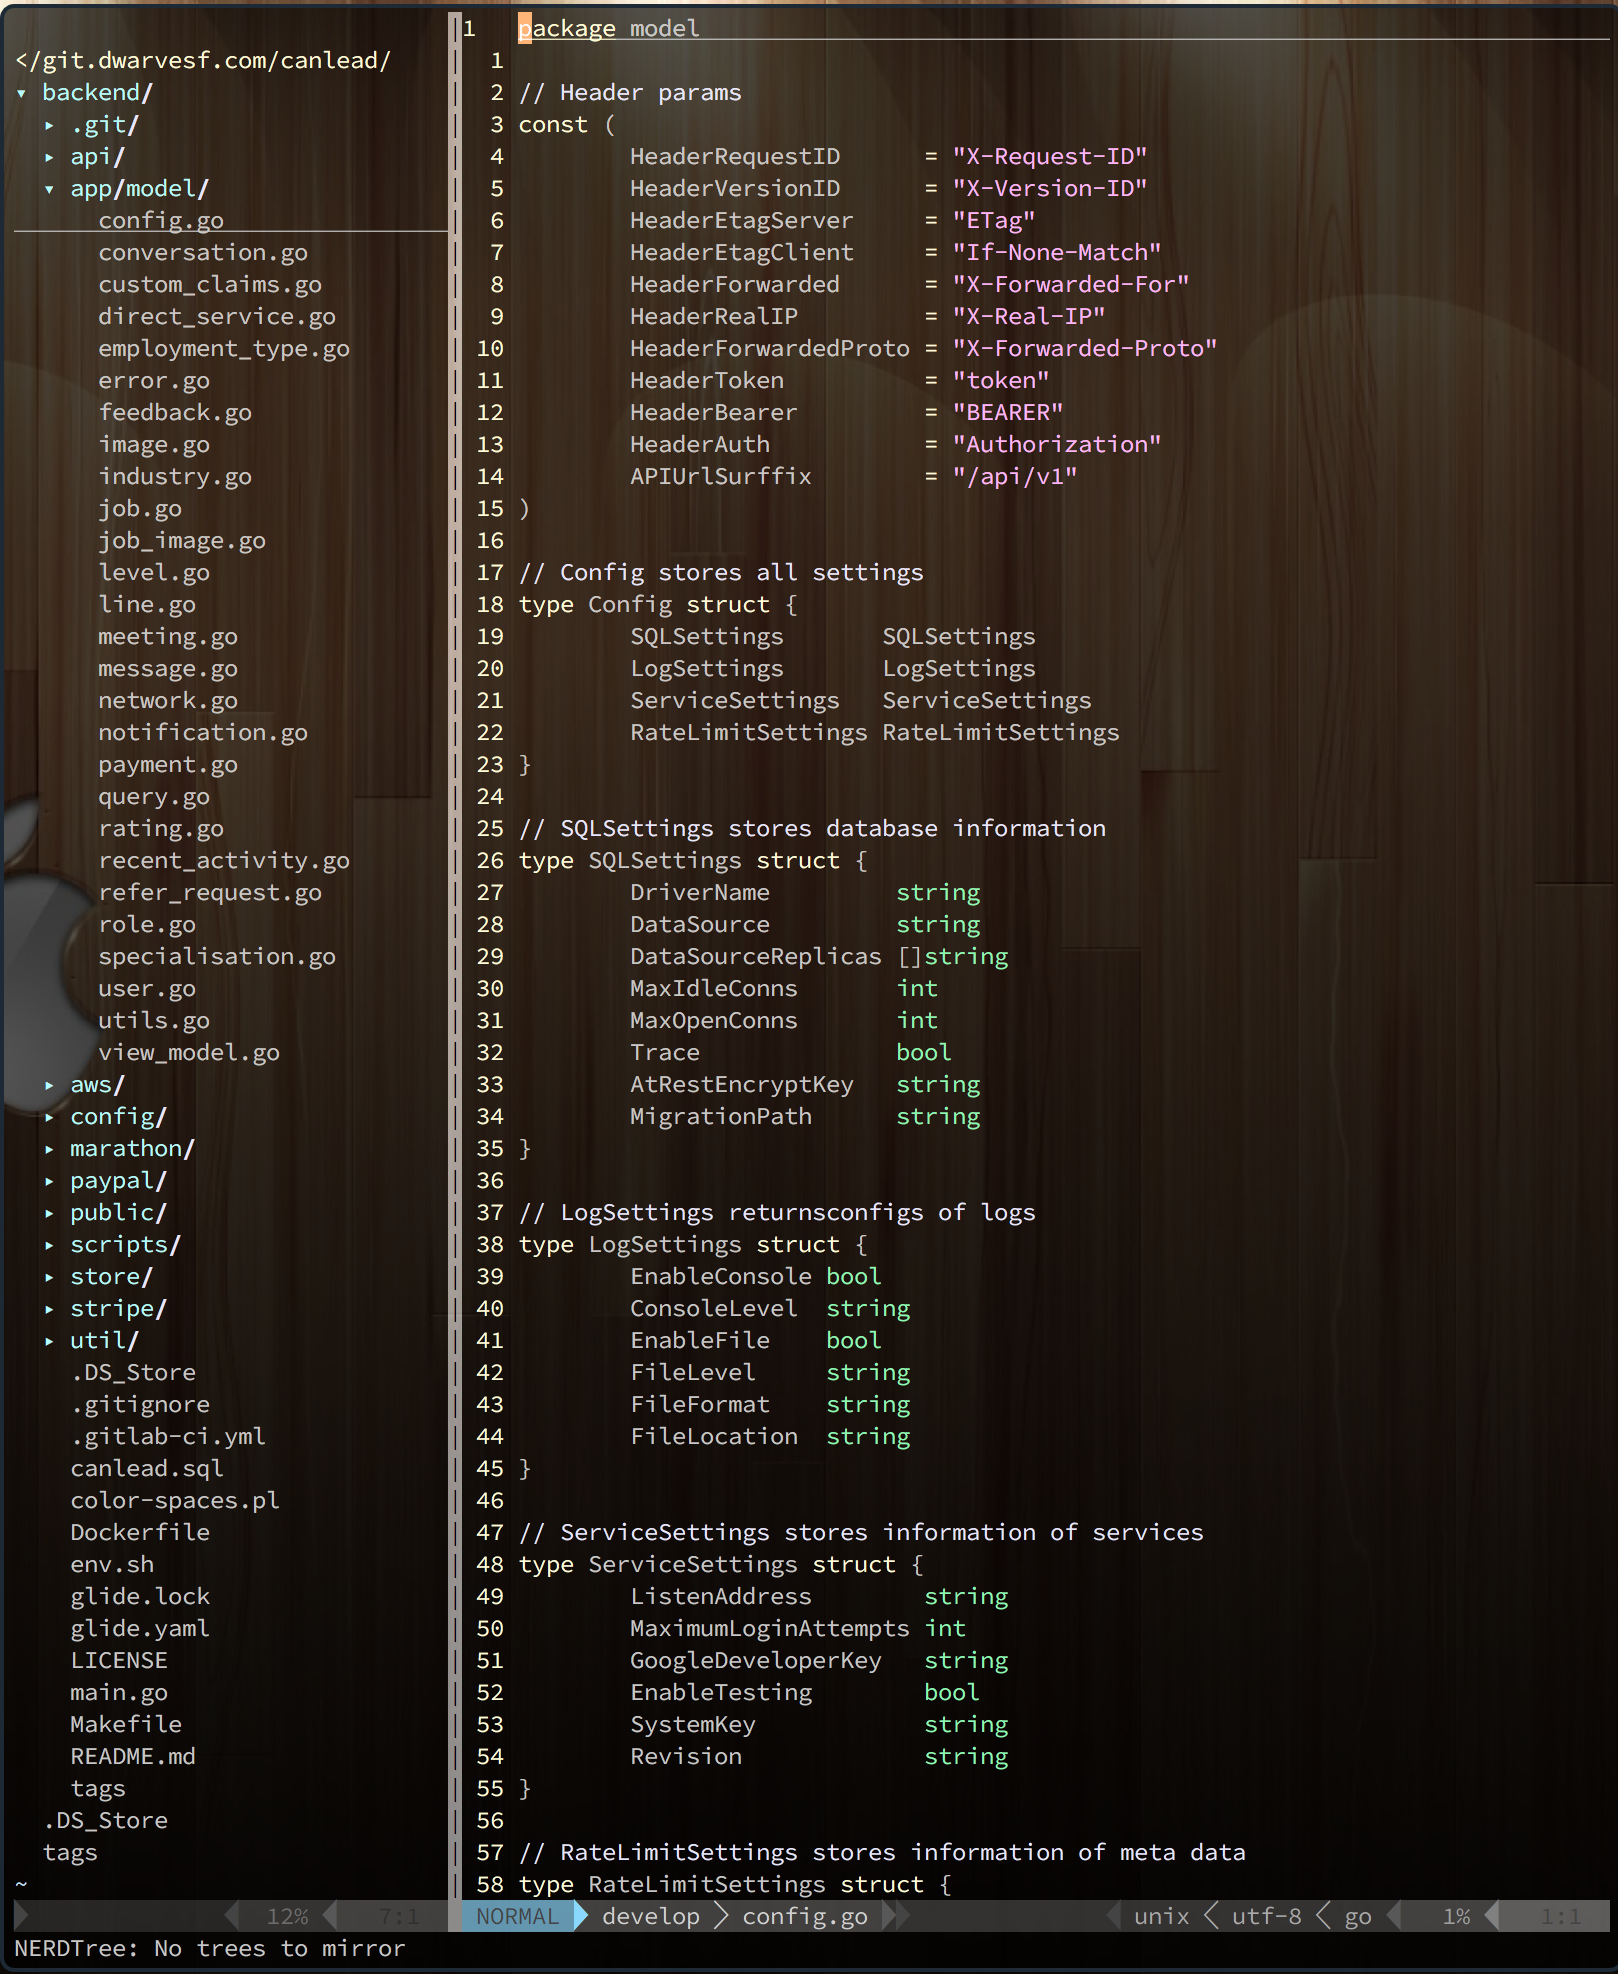 </git.dwarvesf.com/canlead/
▾ backend/
▸ .git/
▸ api/
▾ app/model/
config.go
conversation.go
custom_claims.go
direct_service.go
employment_type.go
error.go
feedback.go
image.go
industry.go
job.go
job_image.go
level.go
line.go
meeting.go
message.go
network.go
notification.go
payment.go
query.go
rating.go
recent_activity.go
refer_request.go
role.go
specialisation.go
user.go
utils.go
view_model.go
▸ aws/
▸ config/
▸ marathon/
▸ paypal/
▸ public/
▸ scripts/
▸ store/
▸ stripe/
▸ util/
.DS_Store
.gitignore
.gitlab-ci.yml
canlead.sql
color-spaces.pl
Dockerfile
env.sh
glide.lock
glide.yaml
LICENSE
main.go
Makefile
README.md
tags
.DS_Store
tags
~
12% 7:1
1 package model
1
2 // Header params
3 const (
4 HeaderRequestID = "X-Request-ID"
5 HeaderVersionID = "X-Version-ID"
6 HeaderEtagServer = "ETag"
7 HeaderEtagClient = "If-None-Match"
8 HeaderForwarded = "X-Forwarded-For"
9 HeaderRealIP = "X-Real-IP"
10 HeaderForwardedProto = "X-Forwarded-Proto"
11 HeaderToken = "token"
12 HeaderBearer = "BEARER"
13 HeaderAuth = "Authorization"
14 APIUrlSurffix = "/api/v1"
15 )
16
17 // Config stores all settings
18 type Config struct {
19 SQLSettings SQLSettings
20 LogSettings LogSettings
21 ServiceSettings ServiceSettings
22 RateLimitSettings RateLimitSettings
23 }
24
25 // SQLSettings stores database information
26 type SQLSettings struct {
27 DriverName string
28 DataSource string
29 DataSourceReplicas []string
30 MaxIdleConns int
31 MaxOpenConns int
32 Trace bool
33 AtRestEncryptKey string
34 MigrationPath string
35 }
36
37 // LogSettings returnsconfigs of logs
38 type LogSettings struct {
39 EnableConsole bool
40 ConsoleLevel string
41 EnableFile bool
42 FileLevel string
43 FileFormat string
44 FileLocation string
45 }
46
47 // ServiceSettings stores information of services
48 type ServiceSettings struct {
49 ListenAddress string
50 MaximumLoginAttempts int
51 GoogleDeveloperKey string
52 EnableTesting bool
53 SystemKey string
54 Revision string
55 }
56
57 // RateLimitSettings stores information of meta data
58 type RateLimitSettings struct {
NORMAL develop config.go unix utf-8 go 1% 1:1
NERDTree: No trees to mirror